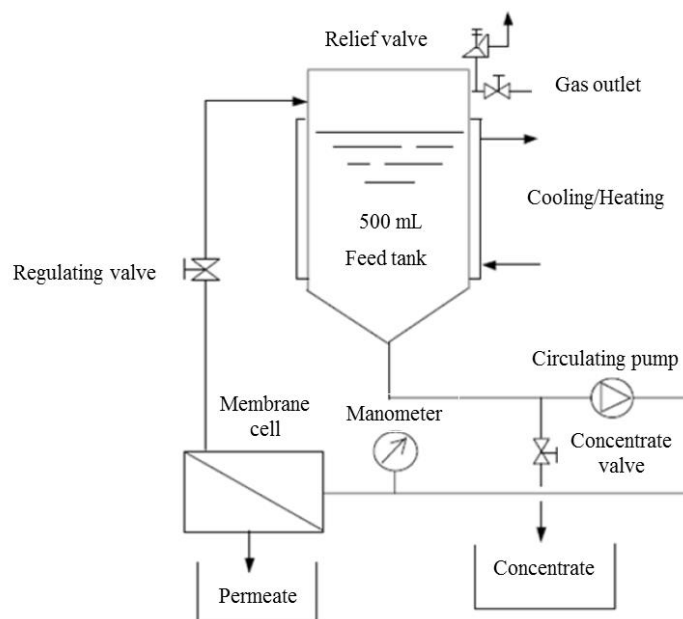 Relief valve
Gas outlet
Cooling/Heating
500 mL
Feed tank
Regulating valve
Circulating pump
Membrane
cell
Manometer
Concentrate
valve
Concentrate
Permeate